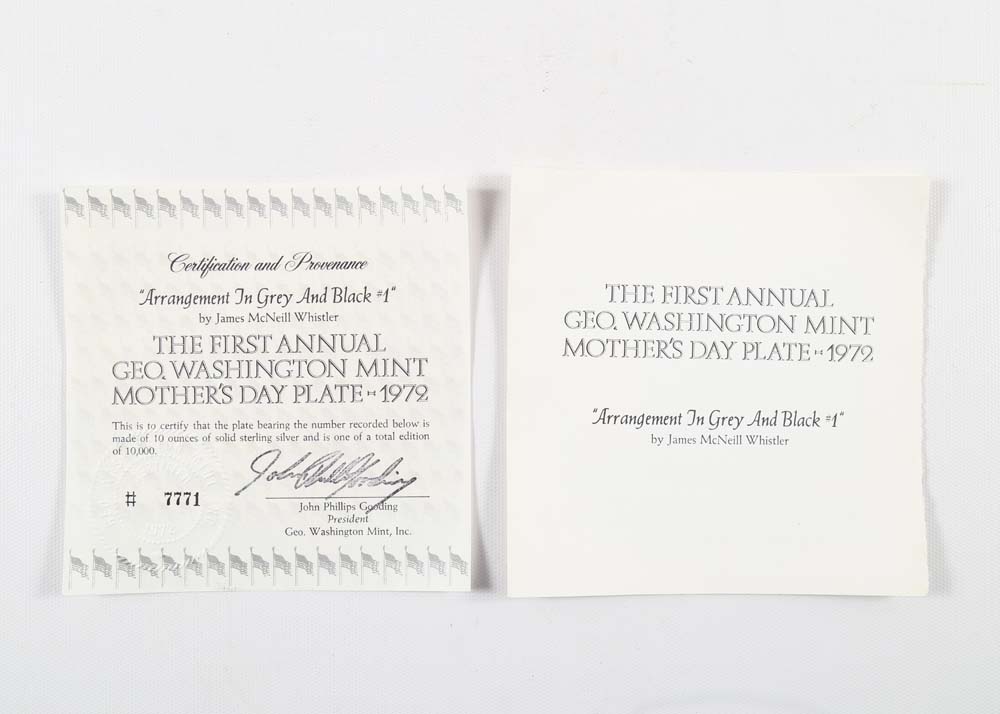 Certification and Provenance
"Arrangement In Grey And Black #1"
by James McNeill Whistler
THE FIRST ANNUAL
GEO. WASHINGTON MINT
MOTHER'S DAY PLATE 1972
This is to certify that the plate bearing the number recorded below is
made of 10 ounces of solid sterling silver and is one of a total edition
of 10,000.
# 7771
John Phillips Gooding
John Phillips Gooding
President
Geo. Washington Mint, Inc.
THE FIRST ANNUAL
GEO. WASHINGTON MINT
MOTHER'S DAY PLATE 1972
"Arrangement In Grey And Black #1"
by James McNeill Whistler